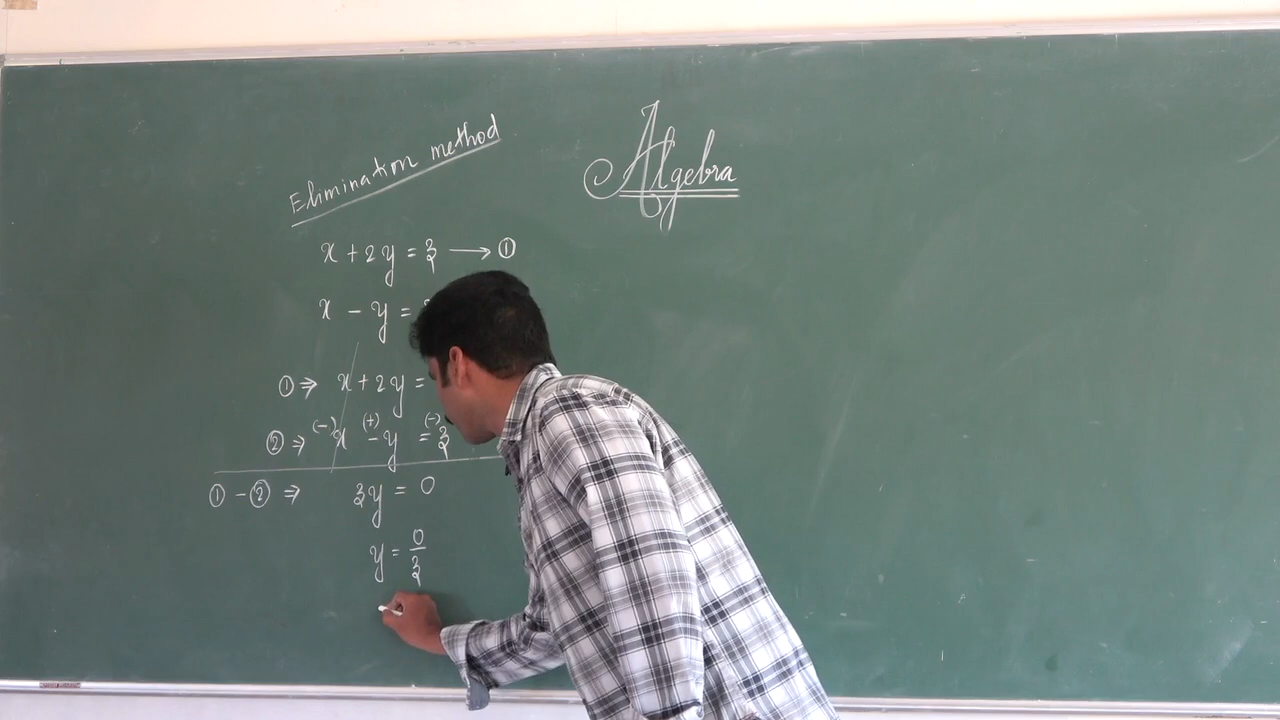 Algebra
Elimination method
x + 2y = 3 ⟶ ①
x - y =
① ⇒ x + 2y =
② ⇒ (-) x (+) - y (-) = 3
① - ② ⇒ 3y = 0
y = 0/3